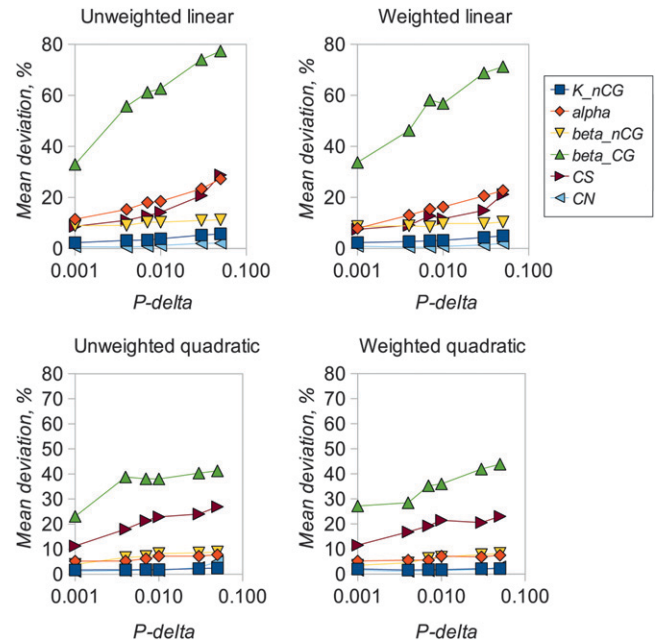 Unweighted linear
Mean deviation, %
80
60
40
20
0
0.001
0.010
0.100
P-delta
Weighted linear
Mean deviation, %
80
60
40
20
0
0.001
0.010
0.100
P-delta
K_nCG
alpha
beta_nCG
beta_CG
CS
CN
Unweighted quadratic
Mean deviation, %
80
70
60
50
40
30
20
10
0
0.001
0.010
0.100
P-delta
Weighted quadratic
Mean deviation, %
80
70
60
50
40
30
20
10
0
0.001
0.010
0.100
P-delta